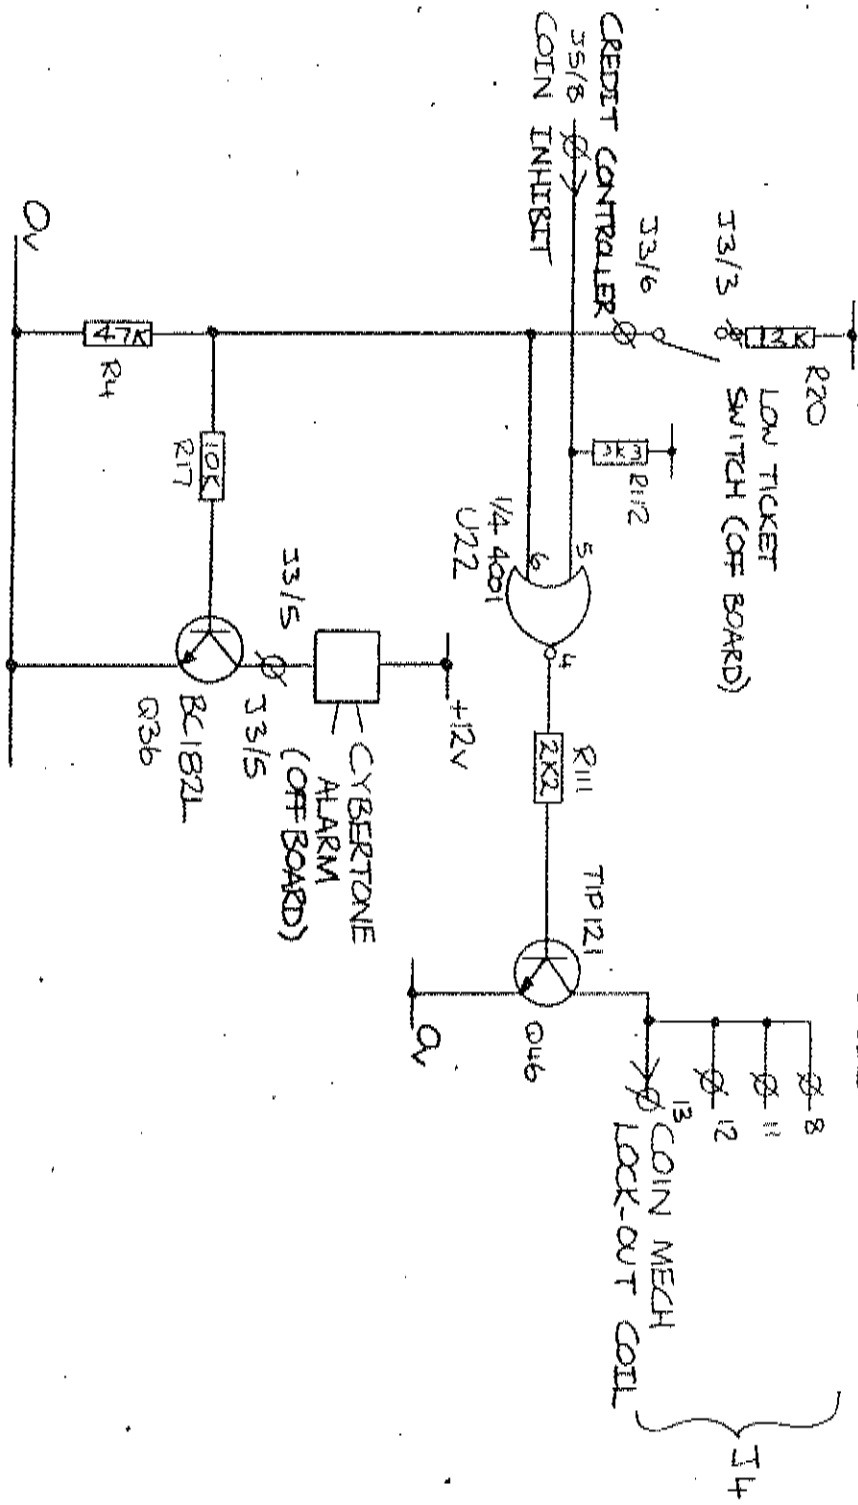 CREDIT CONTROLLER
J5/8
COIN INHIBIT
J3/6
J3/3
R20
LOW TICKET
SWITCH (OFF BOARD)
R112
5
6
1/4 4001
U22
4
R111
2K2
TIP121
Q46
0v
8
11
12
13
COIN MECH
LOCK-OUT COIL
J4
0v
47K
R4
10K
R17
J3/5
J3/5
BC182L
Q36
+12v
CYBERTONE
ALARM
(OFF BOARD)